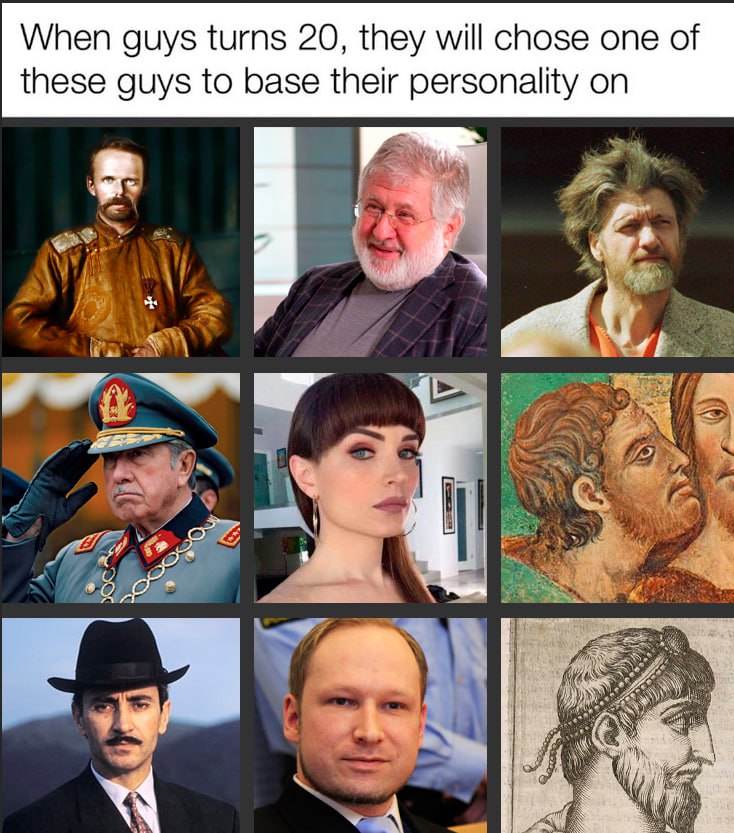 When guys turns 20, they will chose one of
these guys to base their personality on